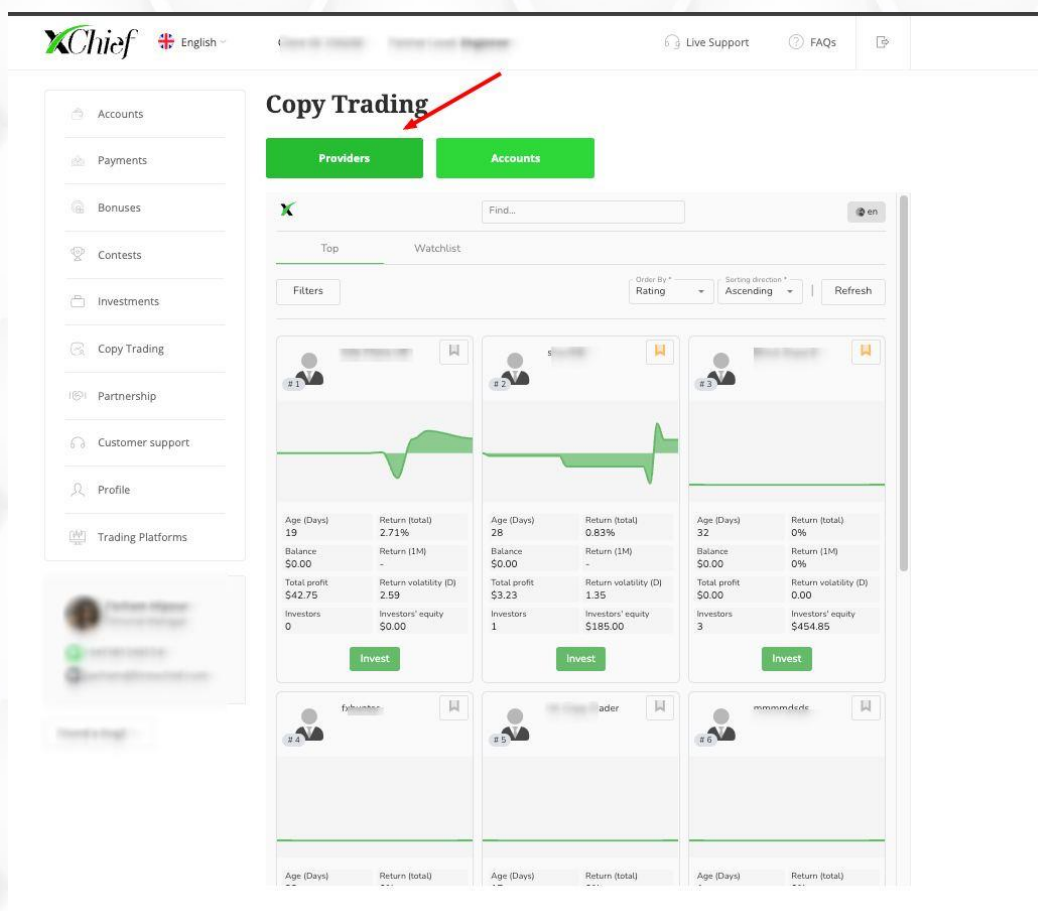 XChief
English
Live Support
FAQs
Accounts
Payments
Bonuses
Contests
Investments
Copy Trading
Partnership
Customer support
Profile
Trading Platforms
Copy Trading
Providers
Accounts
X
Find...
en
Top
Watchlist
Filters
Order By *
Rating
Sorting direction *
Ascending
|
Refresh
# 1
Age (Days)
Return (total)
19
2.71%
Balance
Return (1M)
$0.00
-
Total profit
Return volatility (D)
$42.75
2.59
Investors
Investors' equity
0
$0.00
Invest
# 2
Age (Days)
Return (total)
28
0.83%
Balance
Return (1M)
$0.00
-
Total profit
Return volatility (D)
$3.23
1.35
Investors
Investors' equity
1
$185.00
Invest
# 3
Age (Days)
Return (total)
32
0%
Balance
Return (1M)
$0.00
0%
Total profit
Return volatility (D)
$0.00
0.00
Investors
Investors' equity
3
$454.85
Invest
# 4
Age (Days)
Return (total)
ader
# 5
Age (Days)
Return (total)
mmmmdsds
# 6
Age (Days)
Return (total)